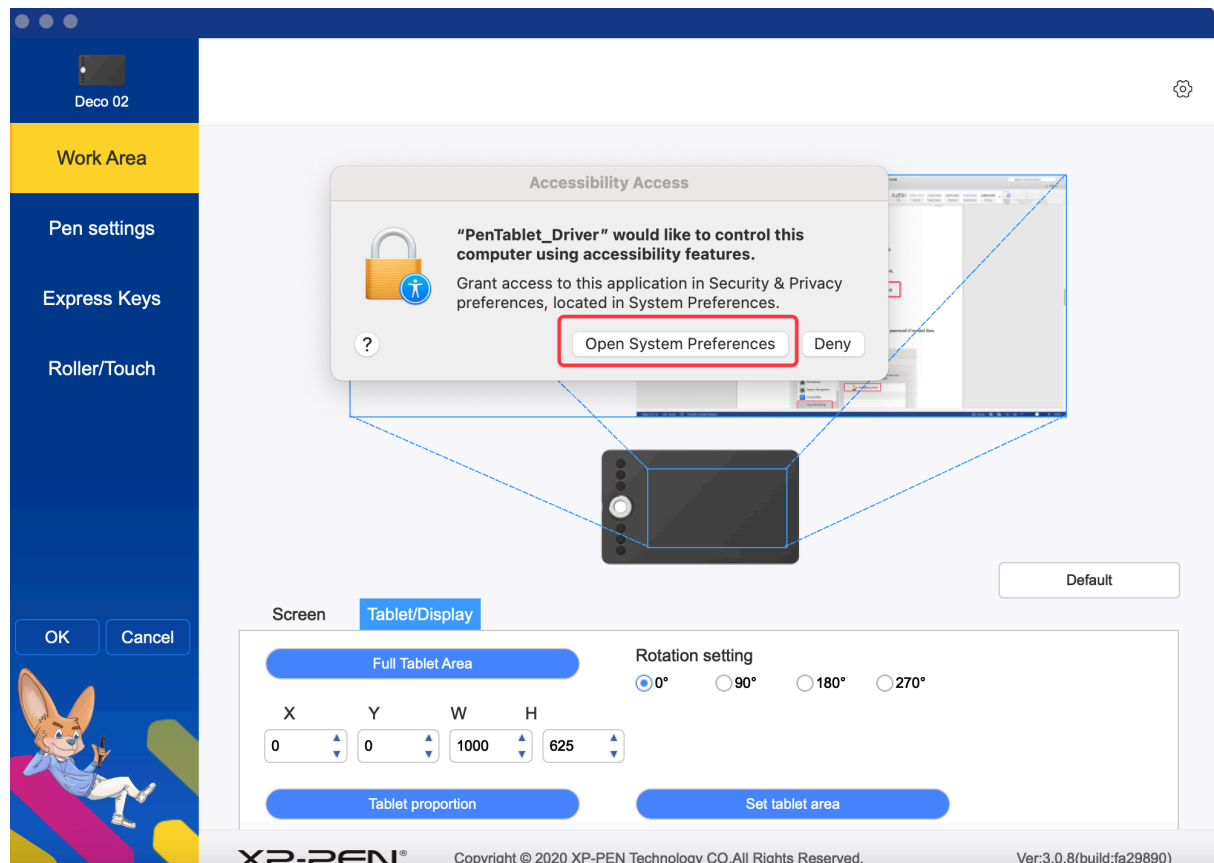 Deco 02
Work Area
Pen settings
Express Keys
Roller/Touch
OK
Cancel
Accessibility Access
“PenTablet_Driver” would like to control this
computer using accessibility features.
Grant access to this application in Security & Privacy
preferences, located in System Preferences.
?
Open System Preferences
Deny
Default
Screen
Tablet/Display
Full Tablet Area
Rotation setting
0° 90° 180° 270°
X Y W H
0 0 1000 625
Tablet proportion
Set tablet area
XP-PEN®
Copyright © 2020 XP-PEN Technology CO.All Rights Reserved.
Ver:3.0.8(build:fa29890)